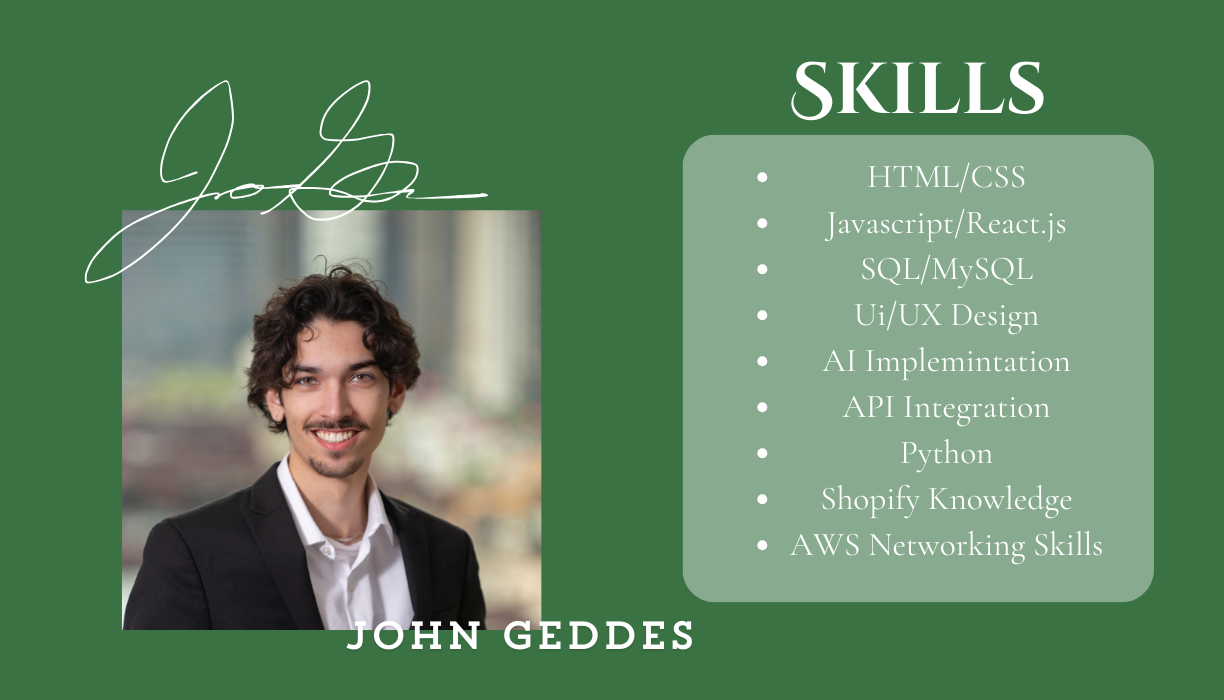 SKILLS
HTML/CSS
Javascript/React.js
SQL/MySQL
Ui/UX Design
AI Implemintation
API Integration
Python
Shopify Knowledge
AWS Networking Skills
JOHN GEDDES